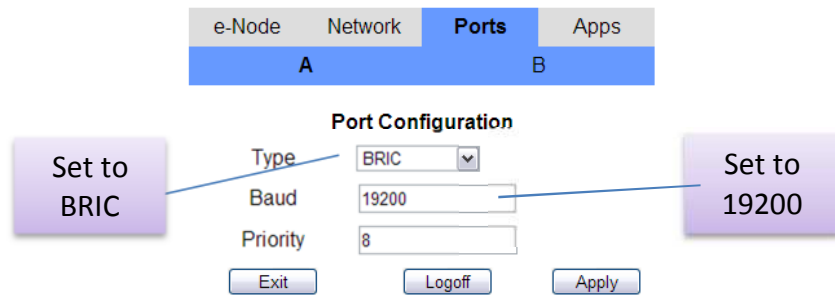 e-Node Network Ports Apps
A B
Port Configuration
Set to
BRIC
Type BRIC
Baud 19200
Priority 8
Set to
19200
Exit Logoff Apply